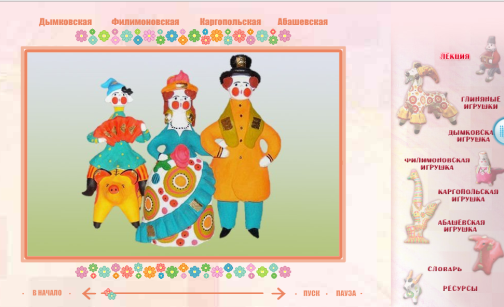 Дымковская Филимоновская Каргопольская Абашевская
ЛЕКЦИЯ
ГЛИНЯНЫЕ
ИГРУШКИ
ДЫМКОВСКАЯ
ИГРУШКА
ФИЛИМОНОВСКАЯ
ИГРУШКА
КАРГОПОЛЬСКАЯ
ИГРУШКА
АБАШЕВСКАЯ
ИГРУШКА
СЛОВАРЬ
РЕСУРСЫ
В НАЧАЛО
ПУСК ПАУЗА